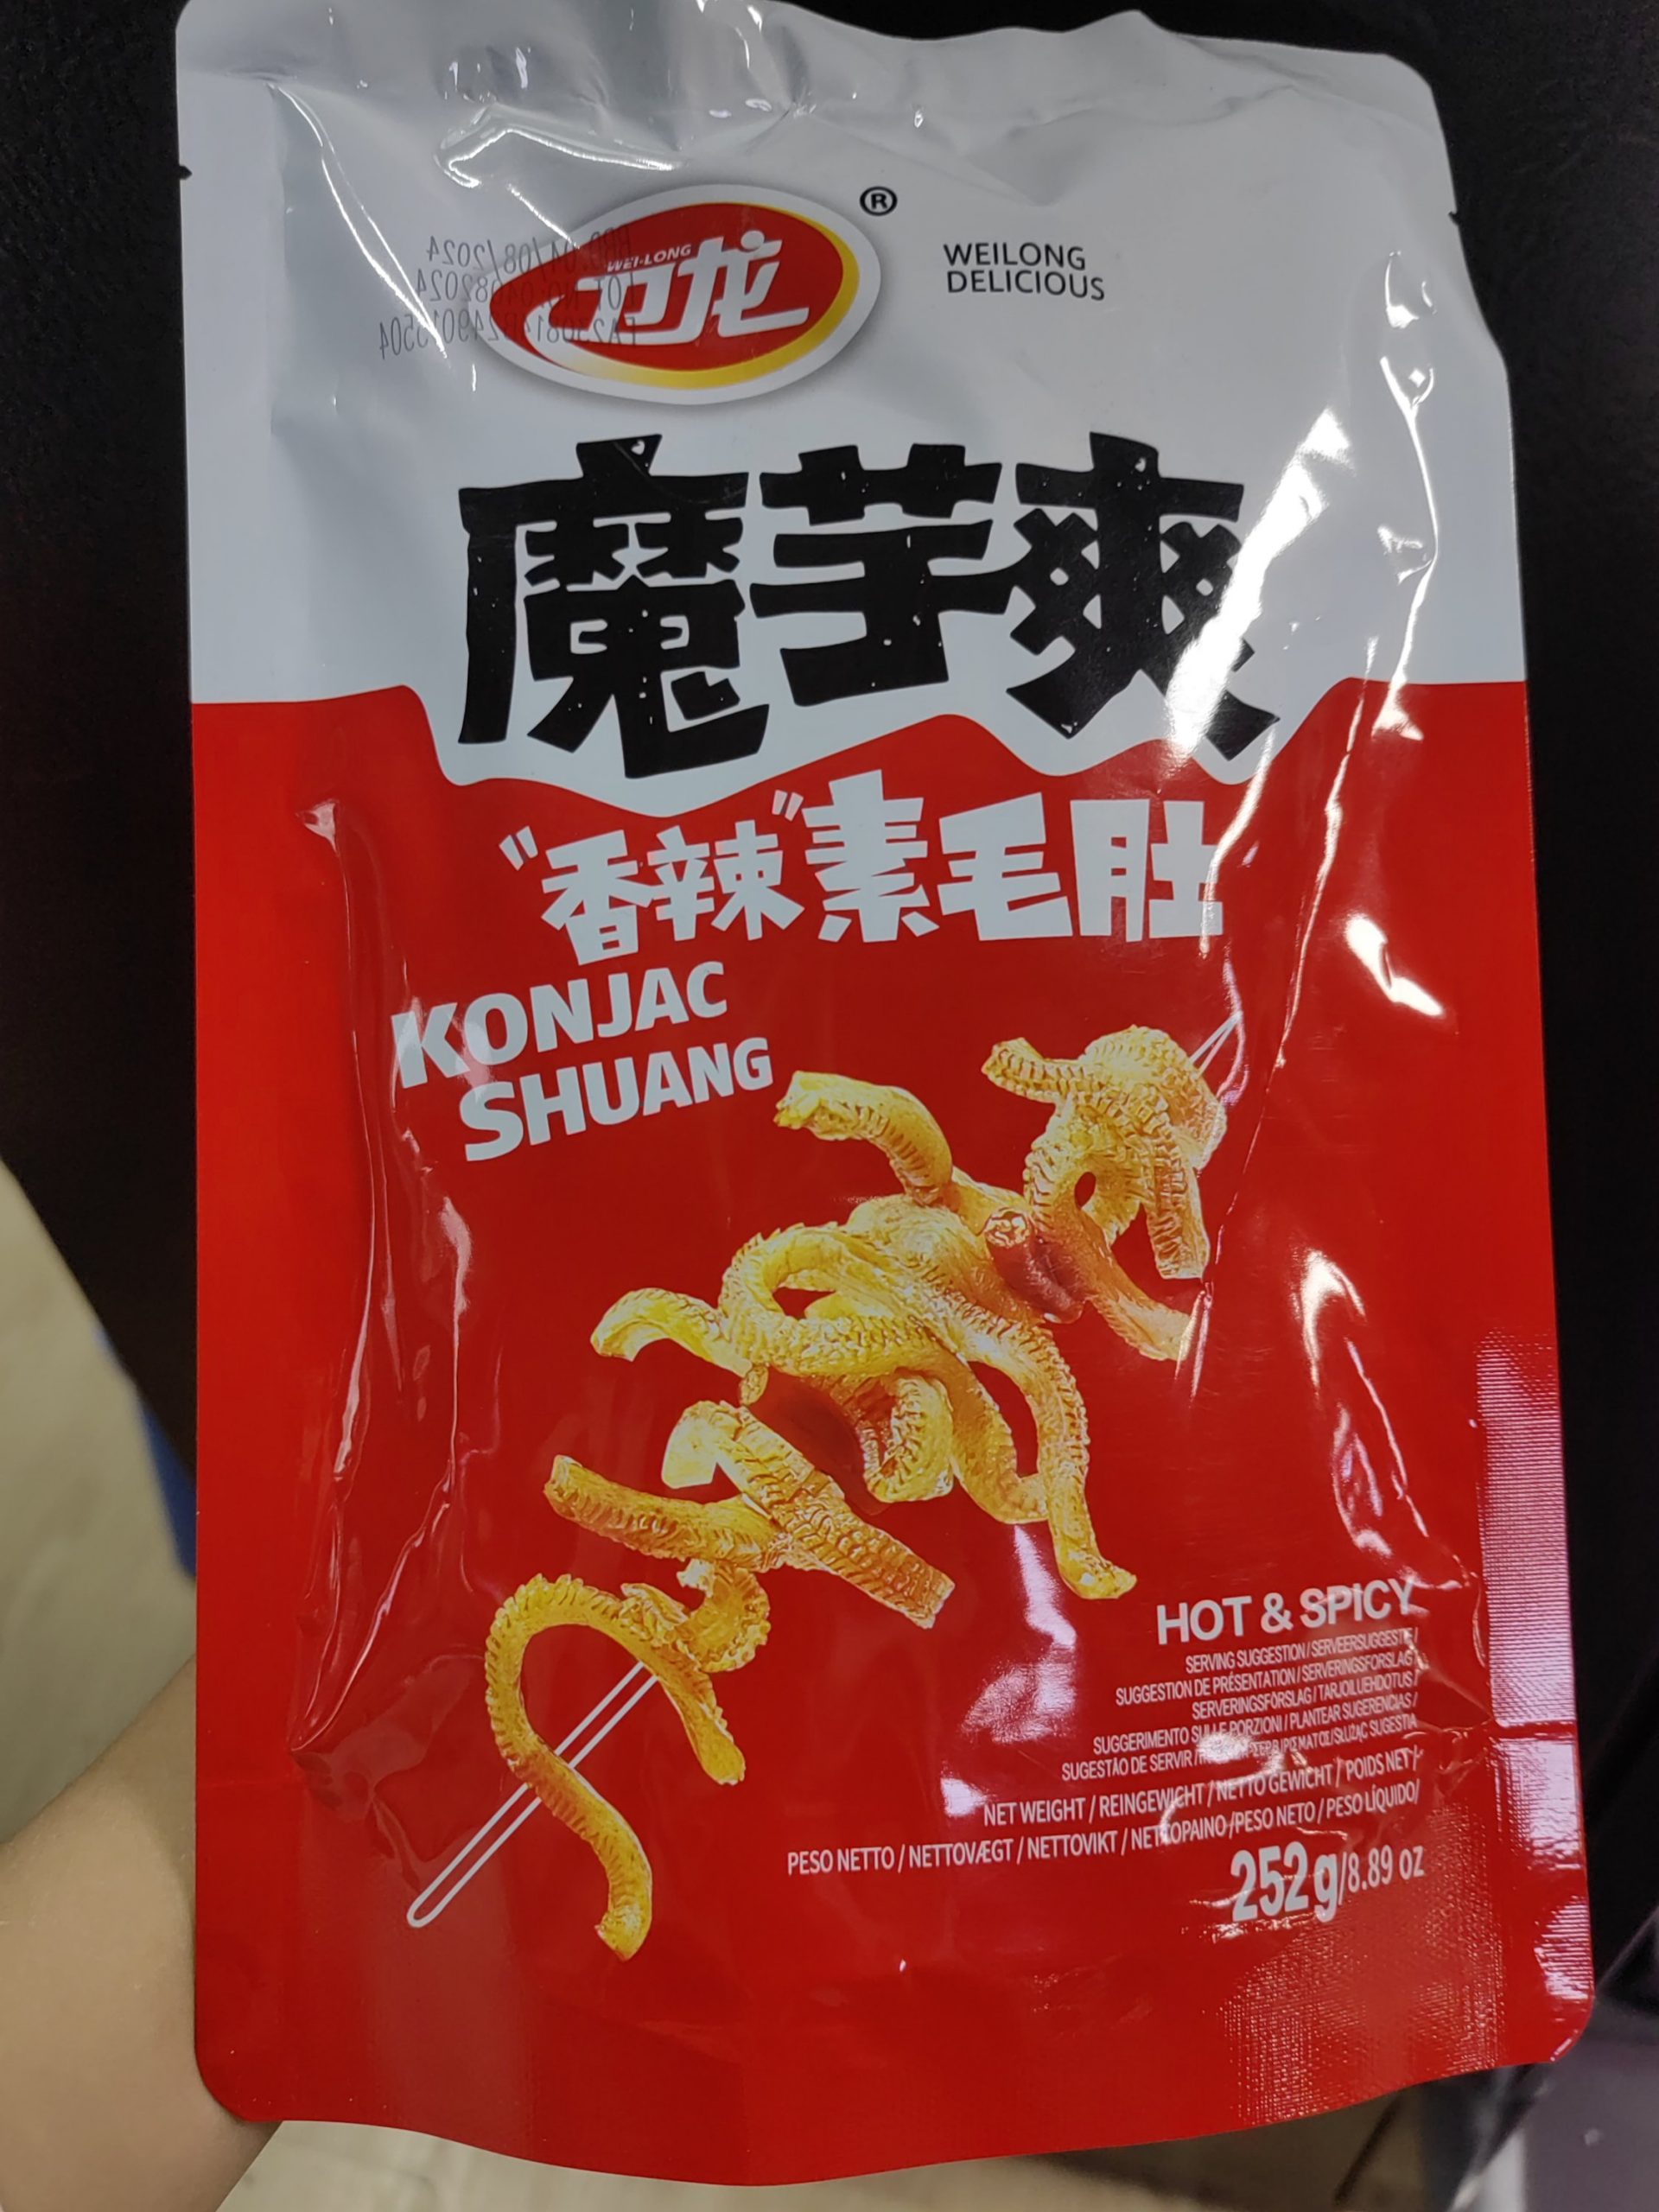 ®
WEI-LONG
卫龙
WEILONG
DELICIOUS
魔芋爽
“香辣”素毛肚
KONJAC
SHUANG
HOT & SPICY
SERVING SUGGESTION / SERVEERSUGGESTIE /
SUGGESTION DE PRÉSENTATION / SERVERINGSFORSLAG /
SERVERINGSFÖRSLAG / TARJOILUEHDOTUS /
SUGGERIMENTO SULLE PORZIONI / PLANTEAR SUGERENCIAS /
SUGESTÃO DE SERVIR / SUGESTIA
NET WEIGHT / REINGEWICHT / NETTO GEWICHT / POIDS NET /
PESO NETTO / NETTOVÆGT / NETTOVIKT / NETTOPAINO / PESO NETO / PESO LÍQUIDO/
252g/8.89 oz